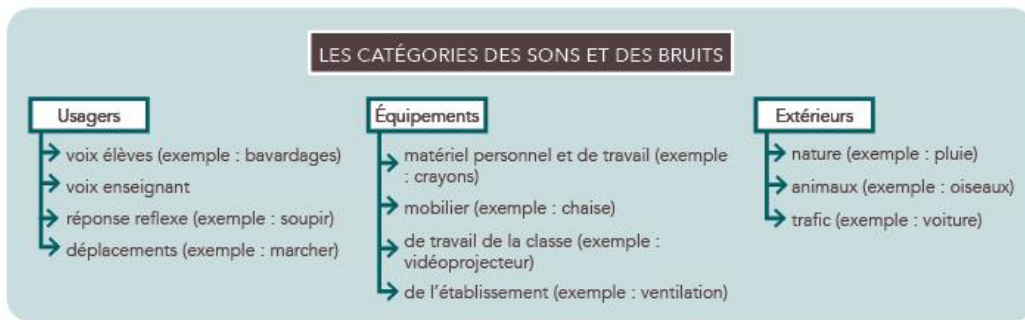 LES CATÉGORIES DES SONS ET DES BRUITS
Usagers
voix élèves (exemple : bavardages)
voix enseignant
réponse reflexe (exemple : soupir)
déplacements (exemple : marcher)
Équipements
matériel personnel et de travail (exemple
: crayons)
mobilier (exemple : chaise)
de travail de la classe (exemple :
vidéoprojecteur)
de l'établissement (exemple : ventilation)
Extérieurs
nature (exemple : pluie)
animaux (exemple : oiseaux)
trafic (exemple : voiture)